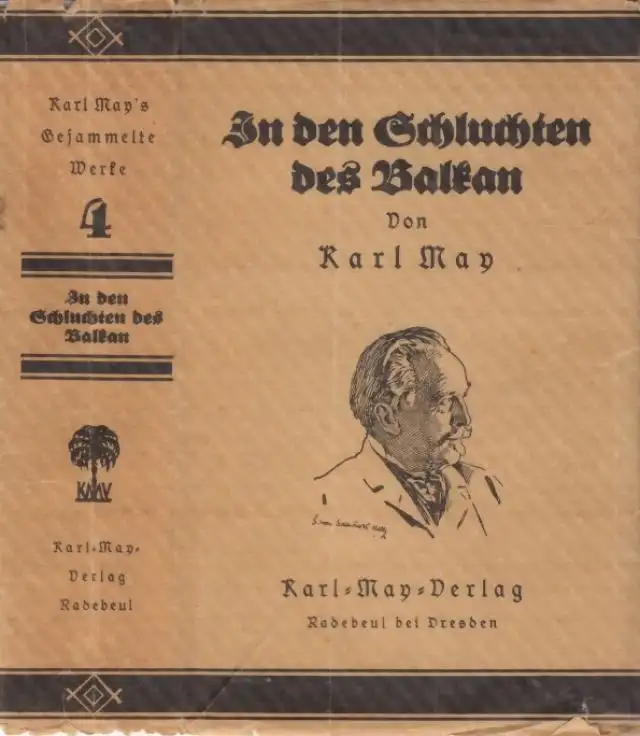 Karl May's
Gesammelte
Werke
4
In den
Schluchten des
Balkan
KMV
Karl-May-
Verlag
Radebeul
In den Schluchten
des Balkan
Von
Karl May
Karl-May-Verlag
Radebeul bei Dresden